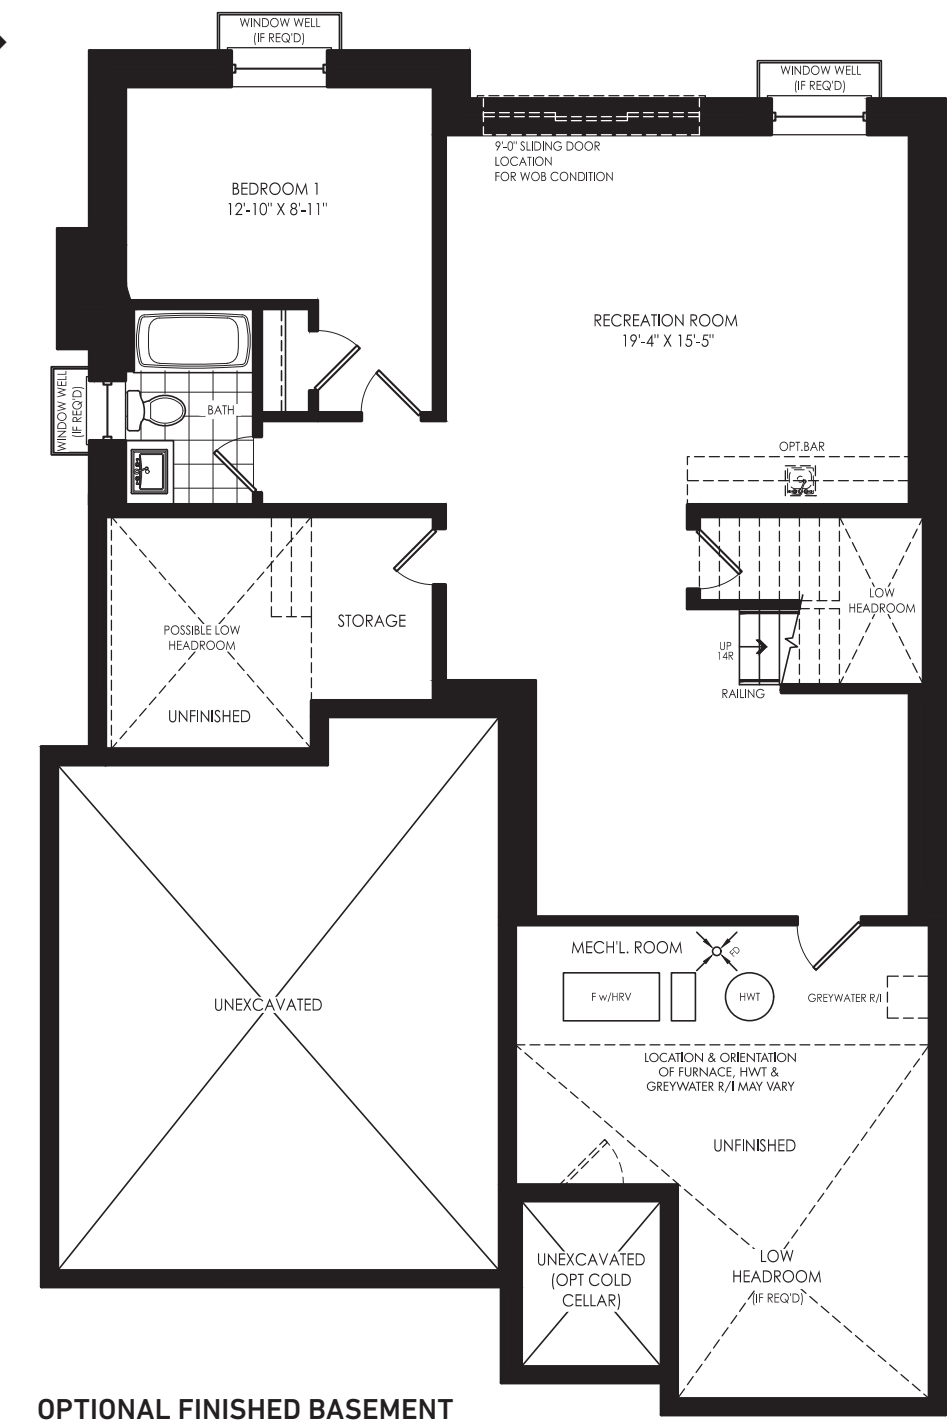 WINDOW WELL
(IF REQ'D)
WINDOW WELL
(IF REQ'D)
9'-0" SLIDING DOOR
LOCATION
FOR WOB CONDITION
BEDROOM 1
12'-10" X 8'-11"
RECREATION ROOM
19'-4" X 15'-5"
WINDOW WELL
(IF REQ'D)
BATH
OPT.BAR
LOW
HEADROOM
STORAGE
POSSIBLE LOW
HEADROOM
UP
14R
RAILING
UNFINISHED
MECH'L. ROOM
FD
F w/HRV
HWT
GREYWATER R/I
UNEXCAVATED
LOCATION & ORIENTATION
OF FURNACE, HWT &
GREYWATER R/I MAY VARY
UNFINISHED
UNEXCAVATED
(OPT COLD
CELLAR)
LOW
HEADROOM
(IF REQ'D)
OPTIONAL FINISHED BASEMENT